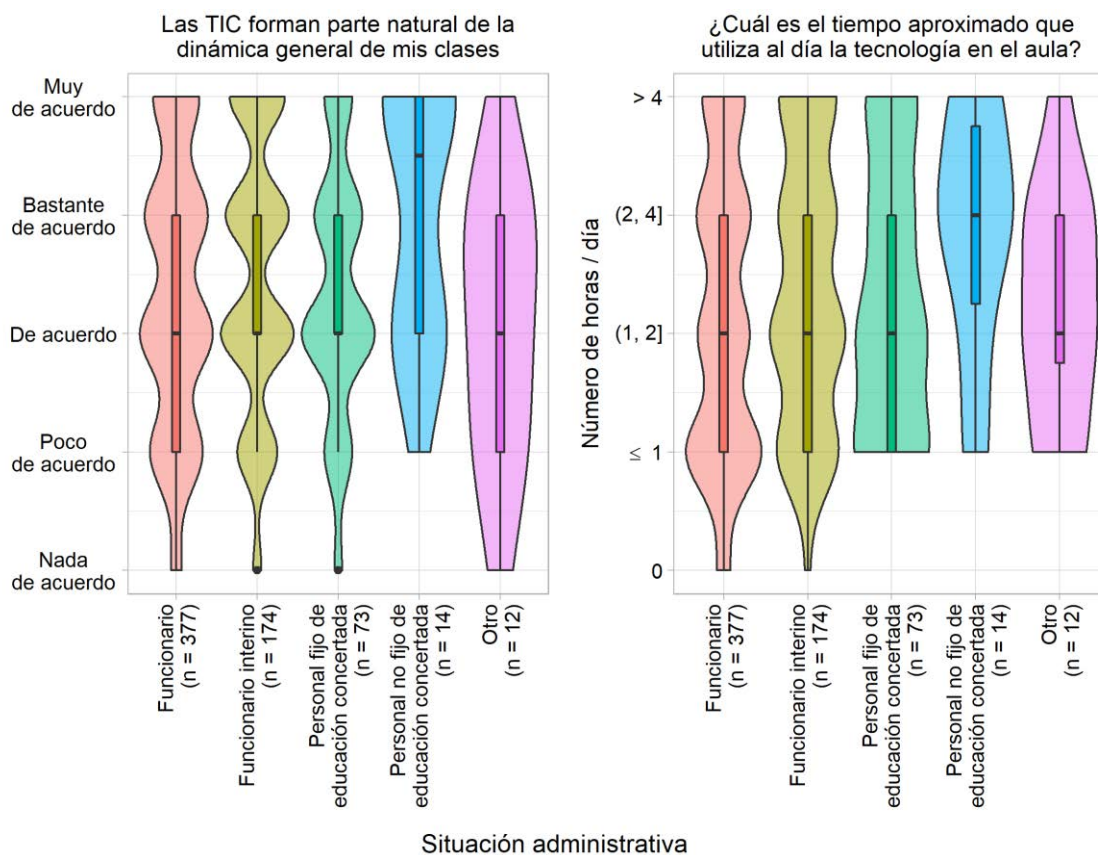 Las TIC forman parte natural de la
dinámica general de mis clases
Muy
de acuerdo
Bastante
de acuerdo
De acuerdo
Poco
de acuerdo
Nada
de acuerdo
Funcionario
(n = 377)
Funcionario interino
(n = 174)
Personal fijo de
educación concertada
(n = 73)
Personal no fijo de
educación concertada
(n = 14)
Otro
(n = 12)
¿Cuál es el tiempo aproximado que
utiliza al día la tecnología en el aula?
Número de horas / día
> 4
(2, 4]
(1, 2]
≤ 1
0
Funcionario
(n = 377)
Funcionario interino
(n = 174)
Personal fijo de
educación concertada
(n = 73)
Personal no fijo de
educación concertada
(n = 14)
Otro
(n = 12)
Situación administrativa